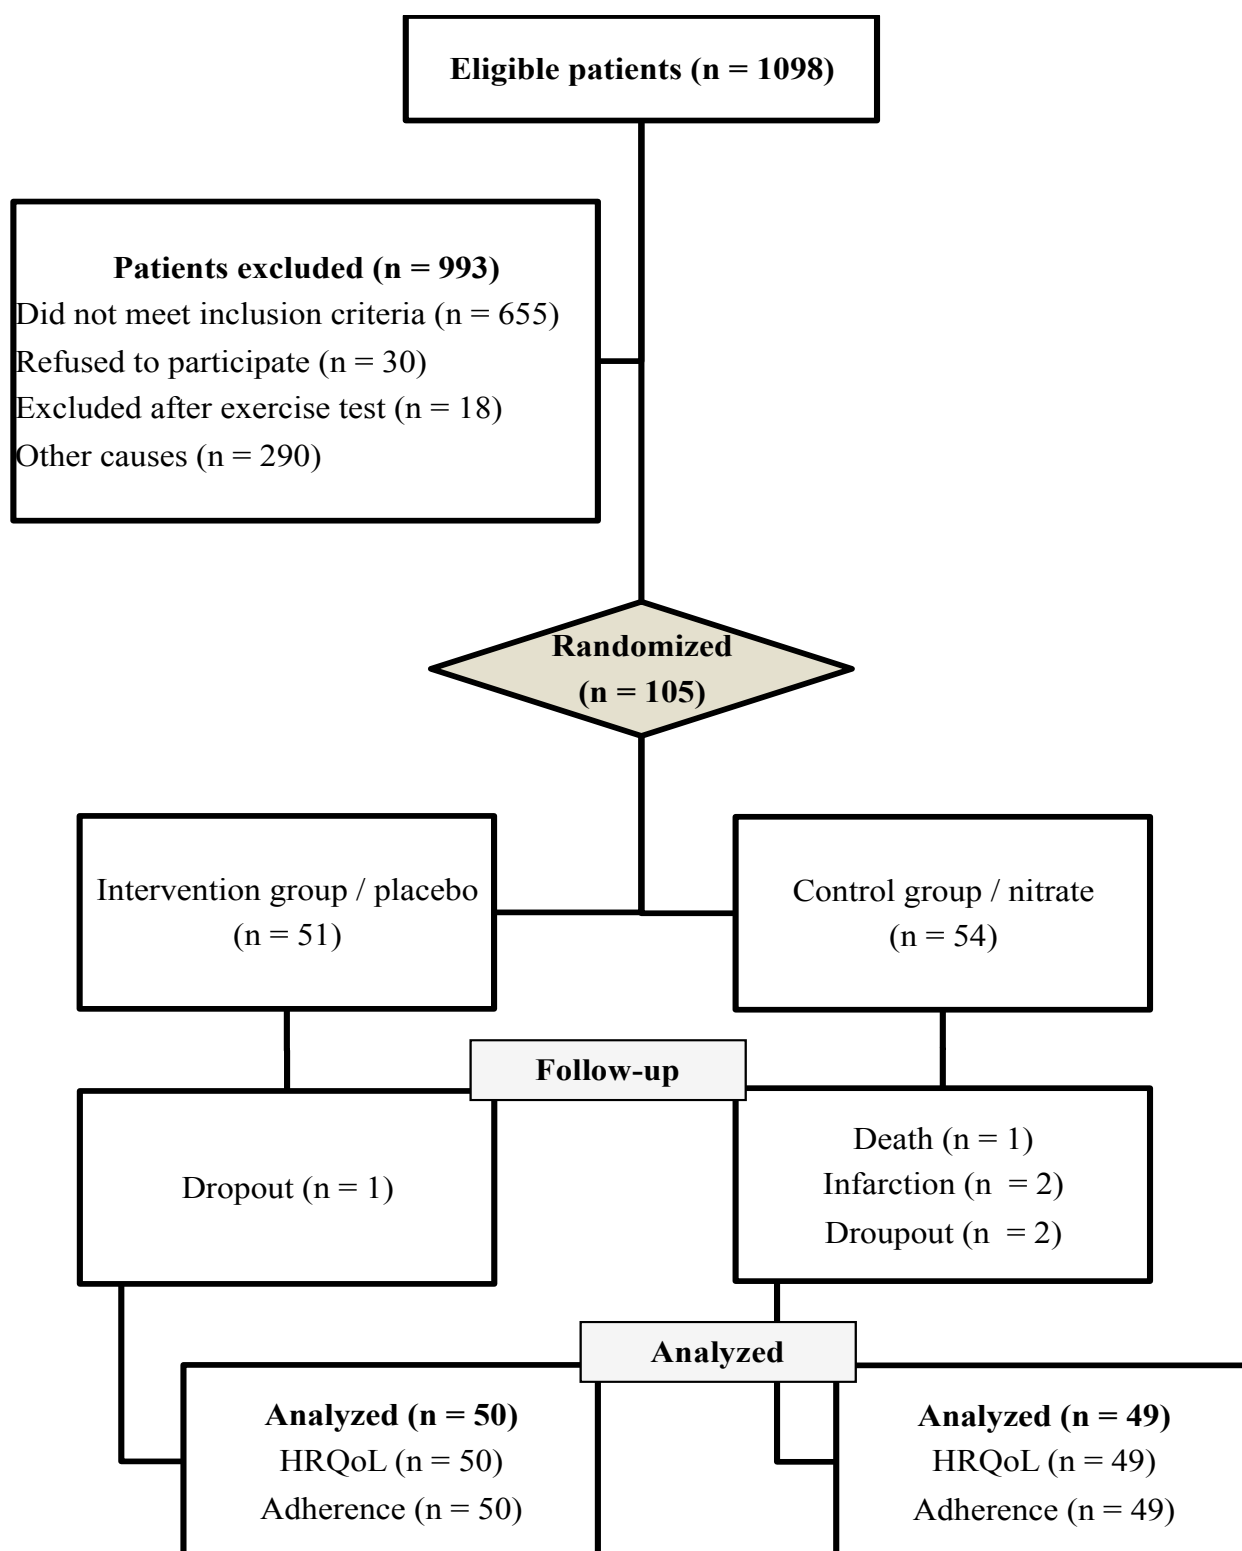 Eligible patients (n = 1098)
Patients excluded (n = 993)
Did not meet inclusion criteria (n = 655)
Refused to participate (n = 30)
Excluded after exercise test (n = 18)
Other causes (n = 290)
Randomized
(n = 105)
Intervention group / placebo
(n = 51)
Control group / nitrate
(n = 54)
Follow-up
Dropout (n = 1)
Death (n = 1)
Infarction (n  = 2)
Droupout (n  = 2)
Analyzed
Analyzed (n = 50)
HRQoL (n = 50)
Adherence (n = 50)
Analyzed (n = 49)
HRQoL (n = 49)
Adherence (n = 49)